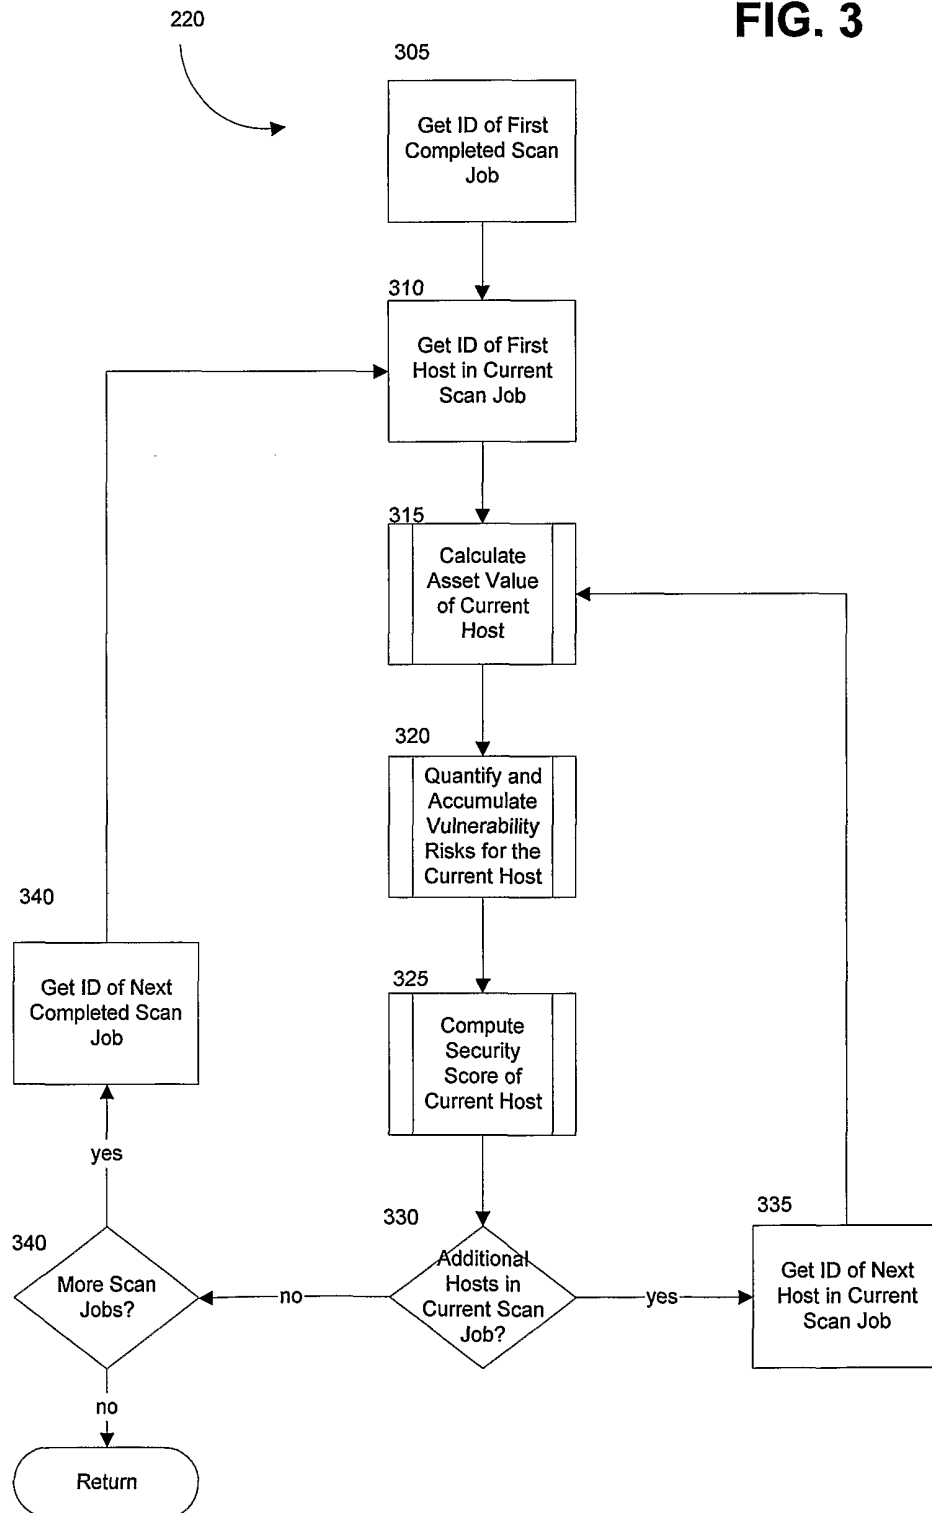 220
FIG. 3
305
Get ID of First
Completed Scan
Job
310
Get ID of First
Host in Current
Scan Job
315
Calculate
Asset Value
of Current
Host
320
Quantify and
Accumulate
Vulnerability
Risks for the
Current Host
340
Get ID of Next
Completed Scan
Job
325
Compute
Security
Score of
Current Host
yes
330
Additional
Hosts in
Current Scan
Job?
335
Get ID of Next
Host in Current
Scan Job
340
More Scan
Jobs?
no
yes
no
Return